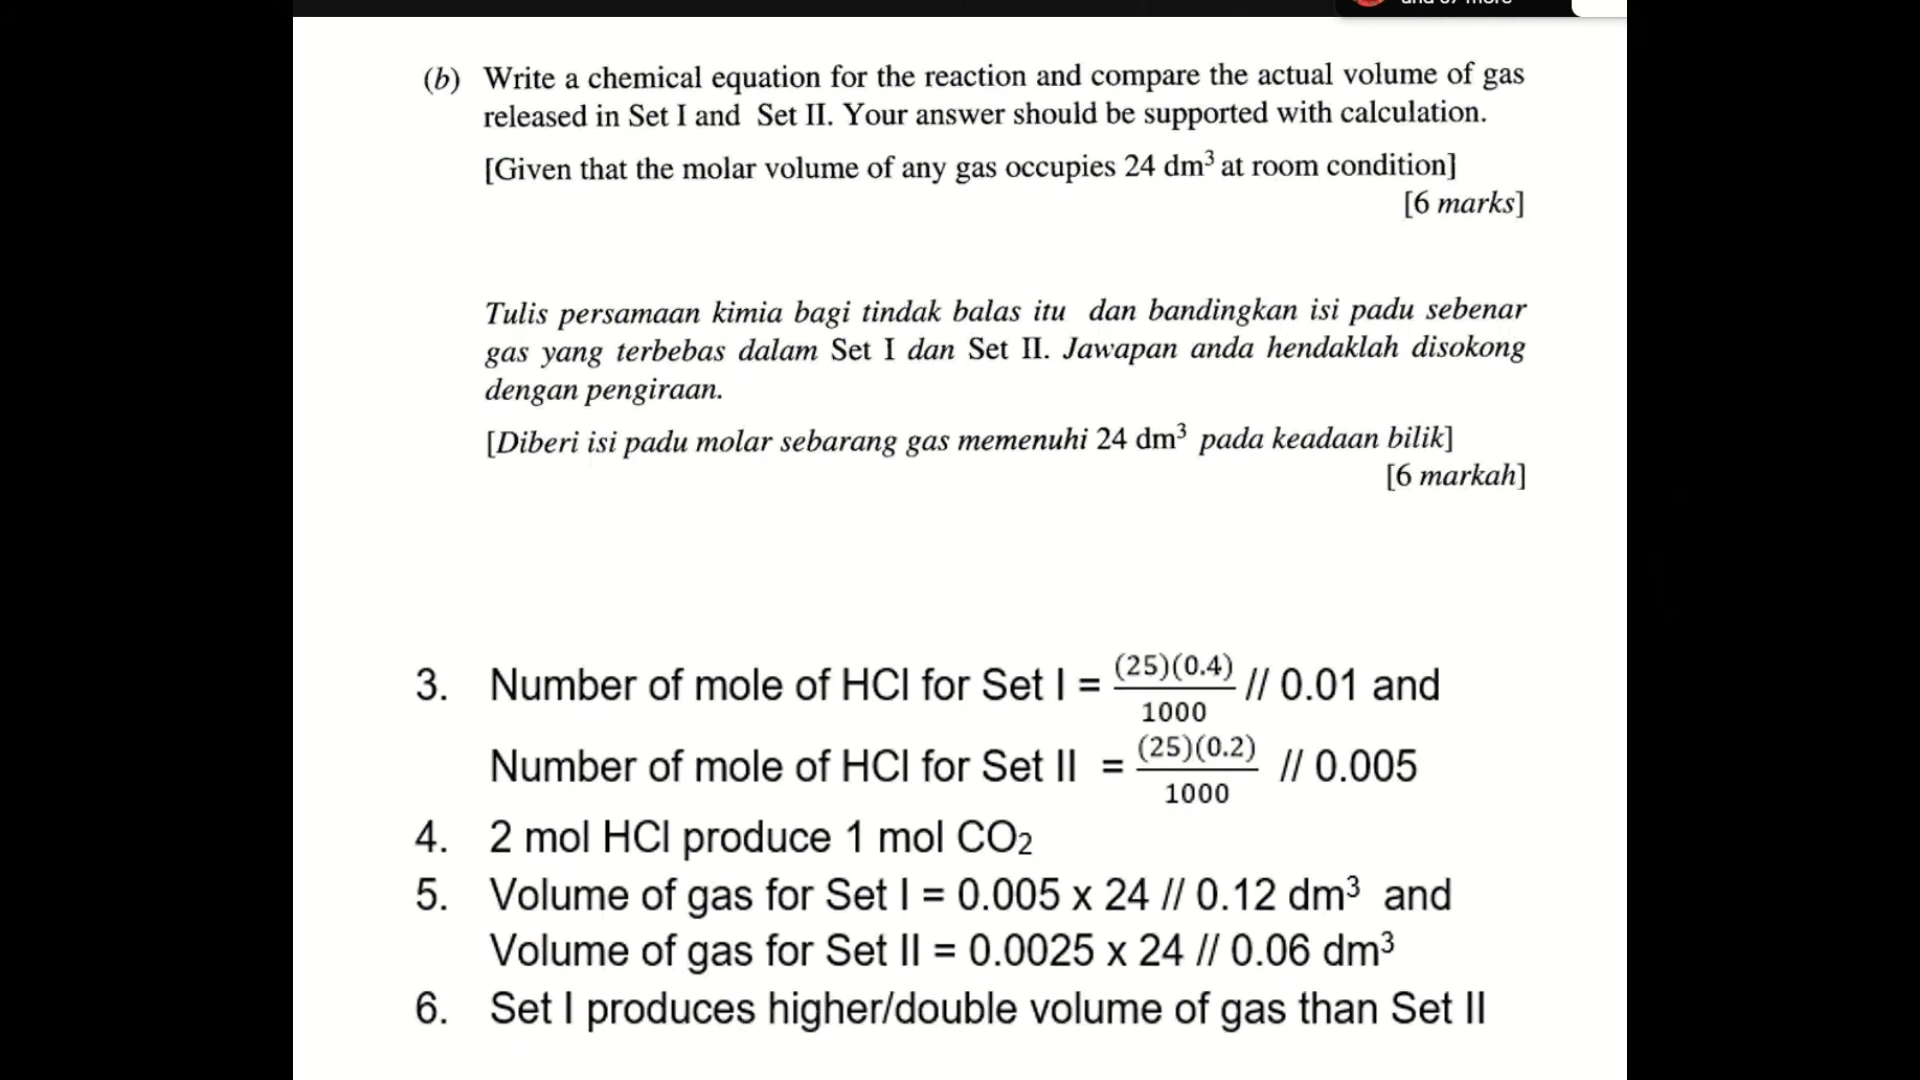 (b) Write a chemical equation for the reaction and compare the actual volume of gas
released in Set I and Set II. Your answer should be supported with calculation.
[Given that the molar volume of any gas occupies 24 dm³ at room condition]
[6 marks]
Tulis persamaan kimia bagi tindak balas itu dan bandingkan isi padu sebenar
gas yang terbebas dalam Set I dan Set II. Jawapan anda hendaklah disokong
dengan pengiraan.
[Diberi isi padu molar sebarang gas memenuhi 24 dm³ pada keadaan bilik]
[6 markah]
3. Number of mole of HCl for Set I = (25)(0.4)/1000 // 0.01 and
Number of mole of HCl for Set II = (25)(0.2)/1000 // 0.005
4. 2 mol HCl produce 1 mol CO₂
5. Volume of gas for Set I = 0.005 x 24 // 0.12 dm³ and
Volume of gas for Set II = 0.0025 x 24 // 0.06 dm³
6. Set I produces higher/double volume of gas than Set II